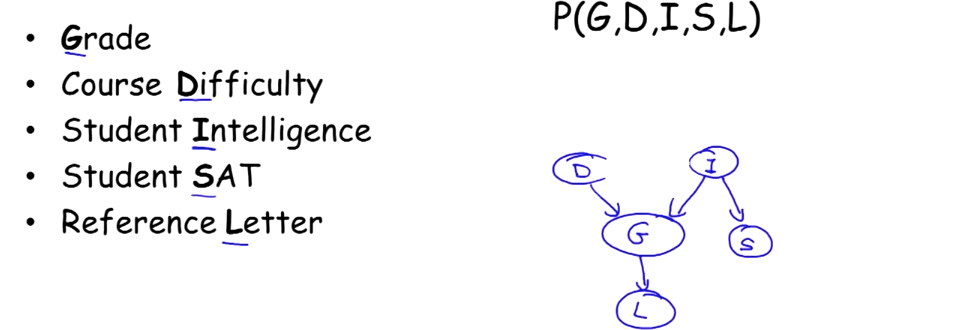 P(G,D,I,S,L)
• Grade
• Course Difficulty
• Student Intelligence
• Student SAT
• Reference Letter
D I
G S
L